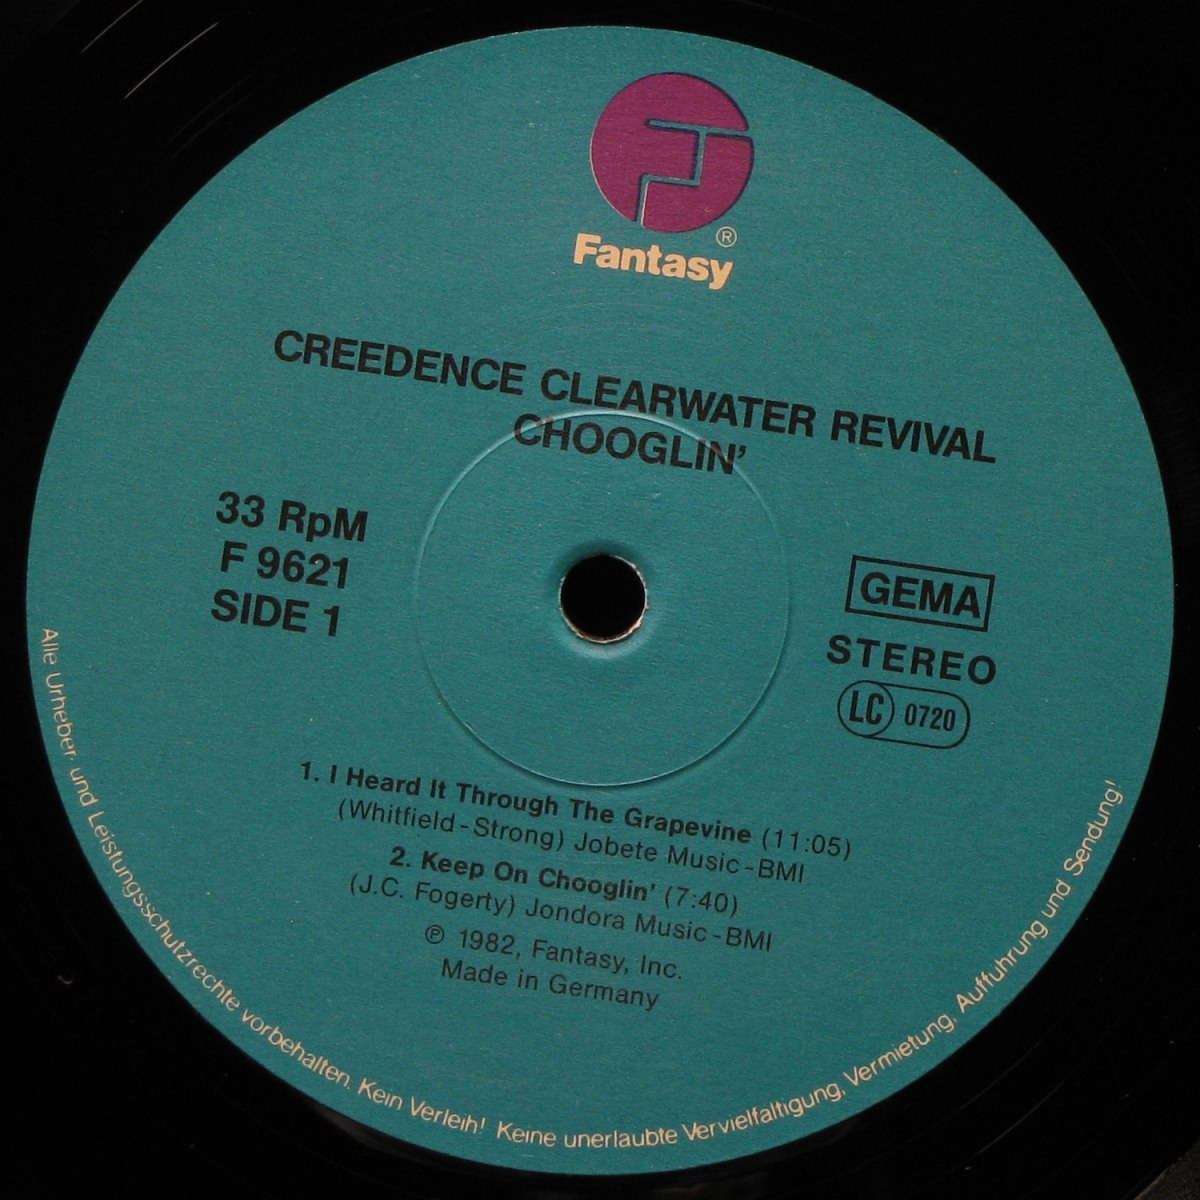 Fantasy®
CREEDENCE CLEARWATER REVIVAL
CHOOGLIN'
33 RpM
F 9621
SIDE 1
GEMA
STEREO
LC 0720
1. I Heard It Through The Grapevine (11:05)
(Whitfield-Strong) Jobete Music-BMI
2. Keep On Chooglin' (7:40)
(J.C. Fogerty) Jondora Music-BMI
℗ 1982, Fantasy, Inc.
Made in Germany
Alle Urheber- und Leistungsschutzrechte vorbehalten. Kein Verleih! Keine unerlaubte Vervielfältigung, Vermietung, Aufführung und Sendung!